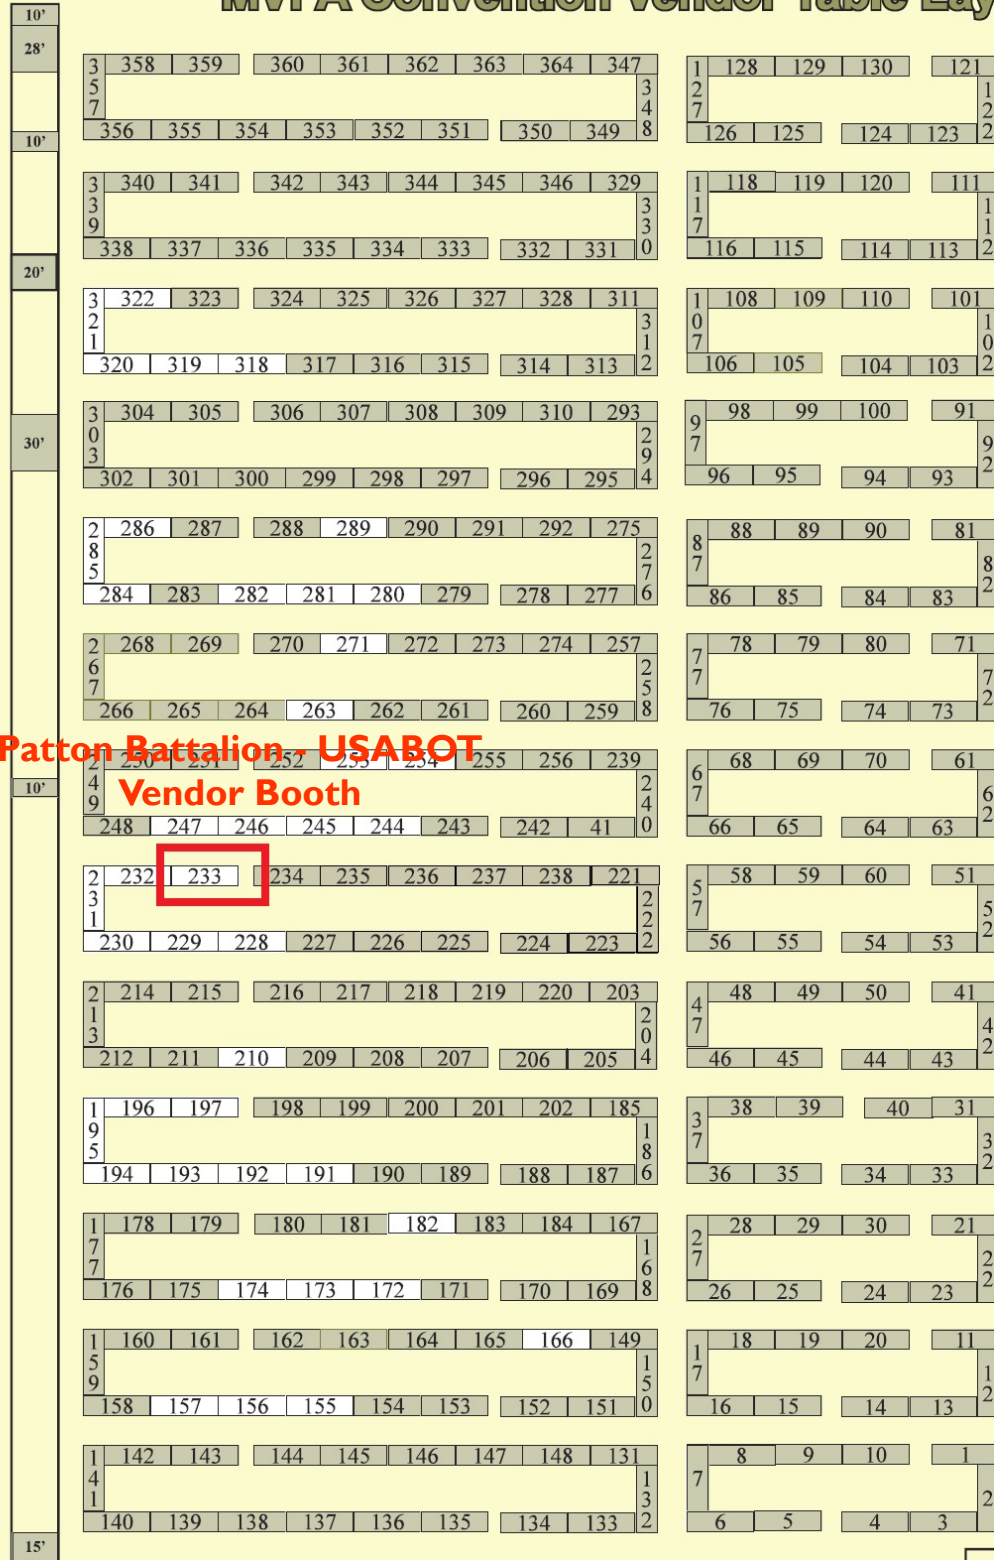 MVPA Convention Vendor Table Lay
10'
28'
358 359 360 361 362 363 364 347
357
348
356 355 354 353 352 351 350 349
128 129 130 121
127
122
126 125 124 123
10'
340 341 342 343 344 345 346 329
339
330
338 337 336 335 334 333 332 331
118 119 120 111
117
112
116 115 114 113
20'
322 323 324 325 326 327 328 311
321
312
320 319 318 317 316 315 314 313
108 109 110 101
107
102
106 105 104 103
304 305 306 307 308 309 310 293
303
294
302 301 300 299 298 297 296 295
98 99 100 91
97
92
96 95 94 93
30'
286 287 288 289 290 291 292 275
285
276
284 283 282 281 280 279 278 277
88 89 90 81
87
82
86 85 84 83
268 269 270 271 272 273 274 257
267
258
266 265 264 263 262 261 260 259
78 79 80 71
77
72
76 75 74 73
Patton Battalion - USABOT
Vendor Booth
250 251 252 253 254 255 256 239
249
240
248 247 246 245 244 243 242 41
68 69 70 61
67
62
66 65 64 63
10'
232 233 234 235 236 237 238 221
231
222
230 229 228 227 226 225 224 223
58 59 60 51
57
52
56 55 54 53
214 215 216 217 218 219 220 203
213
204
212 211 210 209 208 207 206 205
48 49 50 41
47
42
46 45 44 43
196 197 198 199 200 201 202 185
195
186
194 193 192 191 190 189 188 187
38 39 40 31
37
32
36 35 34 33
178 179 180 181 182 183 184 167
177
168
176 175 174 173 172 171 170 169
28 29 30 21
27
22
26 25 24 23
160 161 162 163 164 165 166 149
159
150
158 157 156 155 154 153 152 151
18 19 20 11
17
12
16 15 14 13
142 143 144 145 146 147 148 131
141
132
140 139 138 137 136 135 134 133
8 9 10 1
7
2
6 5 4 3
15'